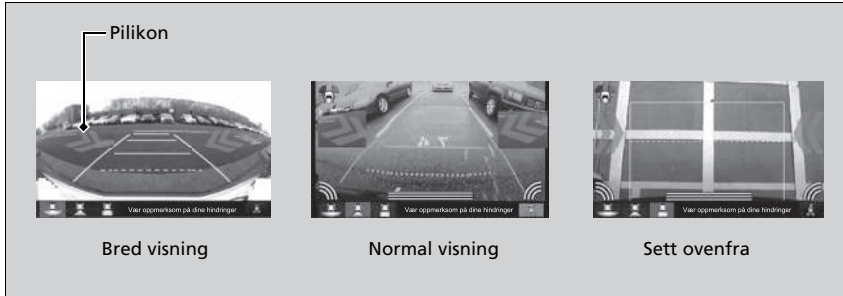 Pilikon
Vær oppmerksom på dine hindringer
Vær oppmerksom på dine hindringer
Vær oppmerksom på dine hindringer
Bred visning
Normal visning
Sett ovenfra